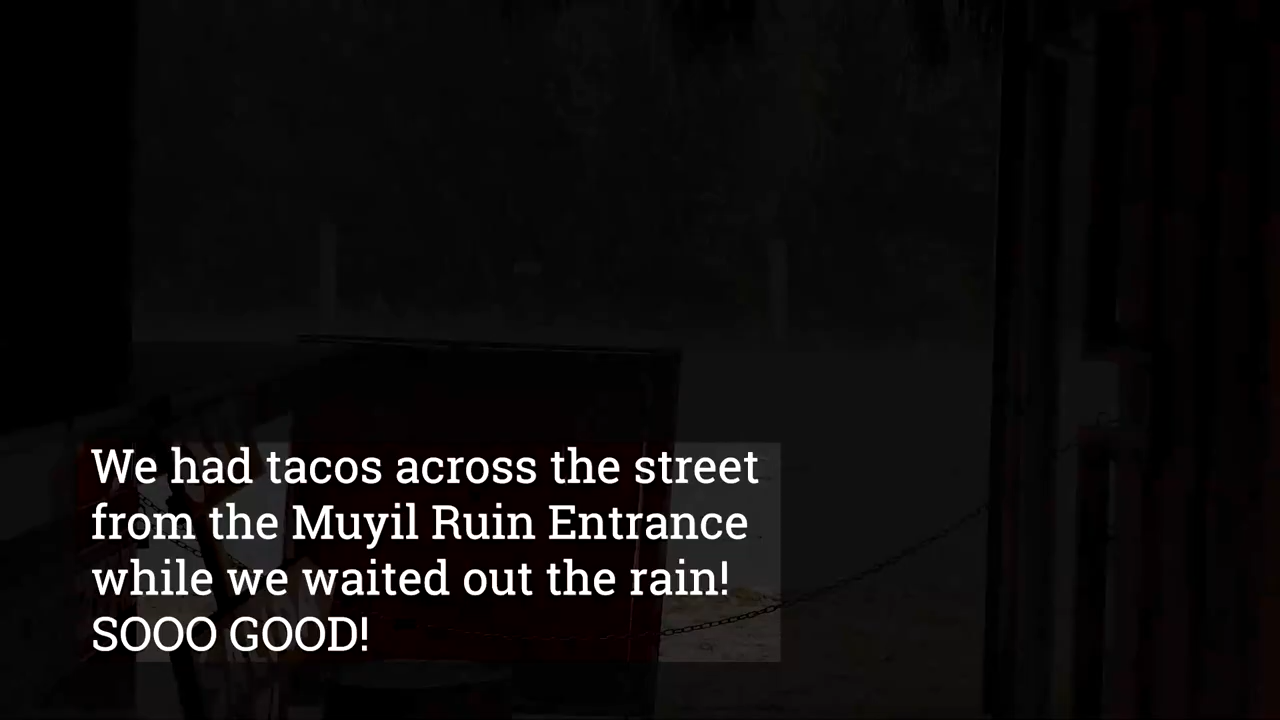 We had tacos across the street
from the Muyil Ruin Entrance
while we waited out the rain!
SOOO GOOD!